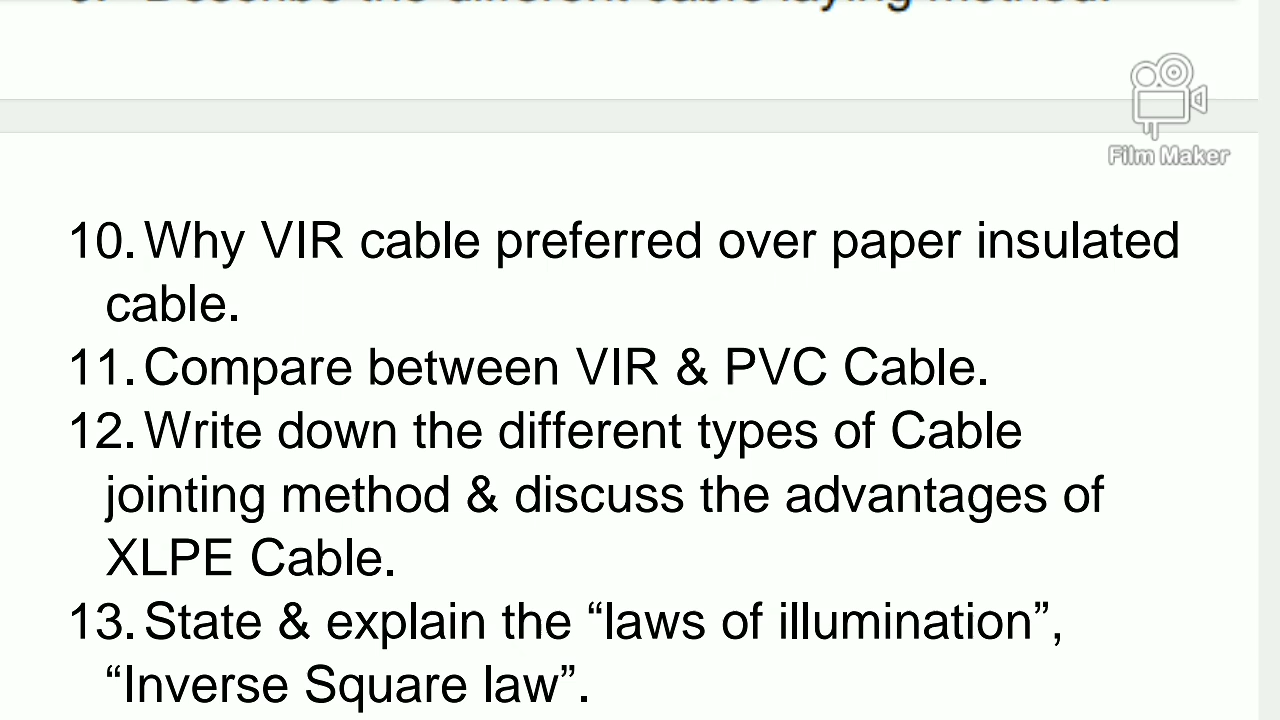 Film Maker
10. Why VIR cable preferred over paper insulated
cable.
11. Compare between VIR & PVC Cable.
12. Write down the different types of Cable
jointing method & discuss the advantages of
XLPE Cable.
13. State & explain the “laws of illumination”,
“Inverse Square law”.